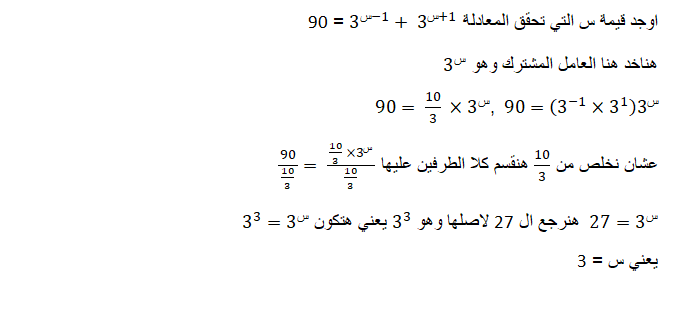 اوجد قيمة س التي تحقق المعادلة 3^{س+1} + 3^{س−1} = 90
هناخد هنا العامل المشترك وهو 3^س
3^س(3^1 × 3^{−1}) = 90 ,3^س × \frac{10}{3} = 90
عشان نخلص من \frac{10}{3} هنقسم كلا الطرفين عليها \frac{\frac{10}{3} ×3^س}{\frac{10}{3}} = \frac{90}{\frac{10}{3}}
3^س = 27 هنرجع ال 27 لاصلها وهو 3^3 يعني هتكون 3^س = 3^3
يعني س = 3